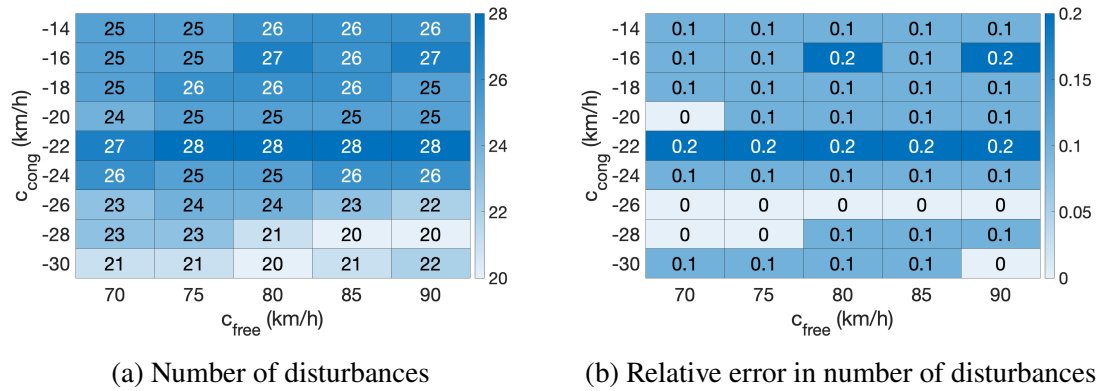 -14 25 25 26 26 26 28
-16 25 25 27 26 27
-18 25 26 26 26 25 26
-20 24 25 25 25 25
-22 27 28 28 28 28 24
-24 26 25 25 26 26
-26 23 24 24 23 22 22
-28 23 23 21 20 20
-30 21 21 20 21 22 20
70 75 80 85 90
c_cong (km/h)
c_free (km/h)
(a) Number of disturbances
-14 0.1 0.1 0.1 0.1 0.1 0.2
-16 0.1 0.1 0.2 0.1 0.2
-18 0.1 0.1 0.1 0.1 0.1 0.15
-20 0 0.1 0.1 0.1 0.1
-22 0.2 0.2 0.2 0.2 0.2 0.1
-24 0.1 0.1 0.1 0.1 0.1
-26 0 0 0 0 0 0.05
-28 0 0 0.1 0.1 0.1
-30 0.1 0.1 0.1 0.1 0 0
70 75 80 85 90
c_cong (km/h)
c_free (km/h)
(b) Relative error in number of disturbances